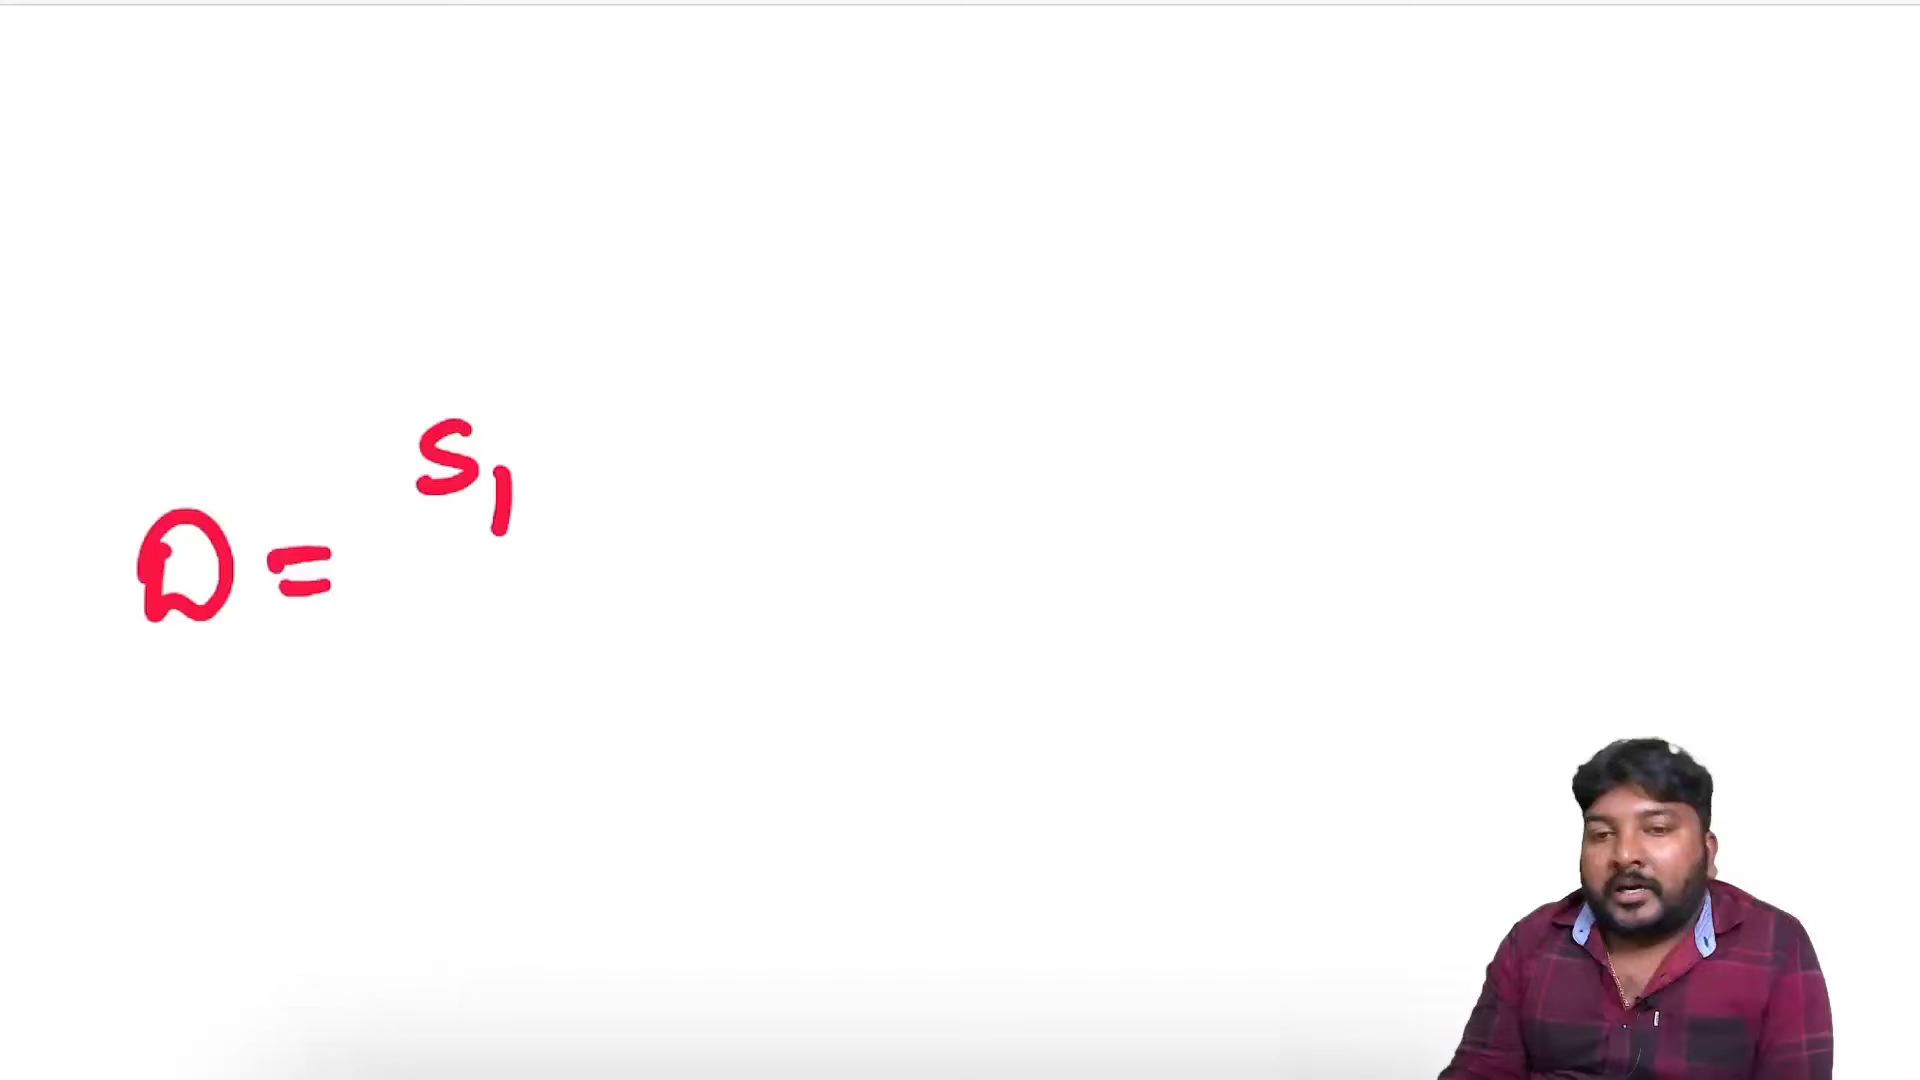 D = S₁